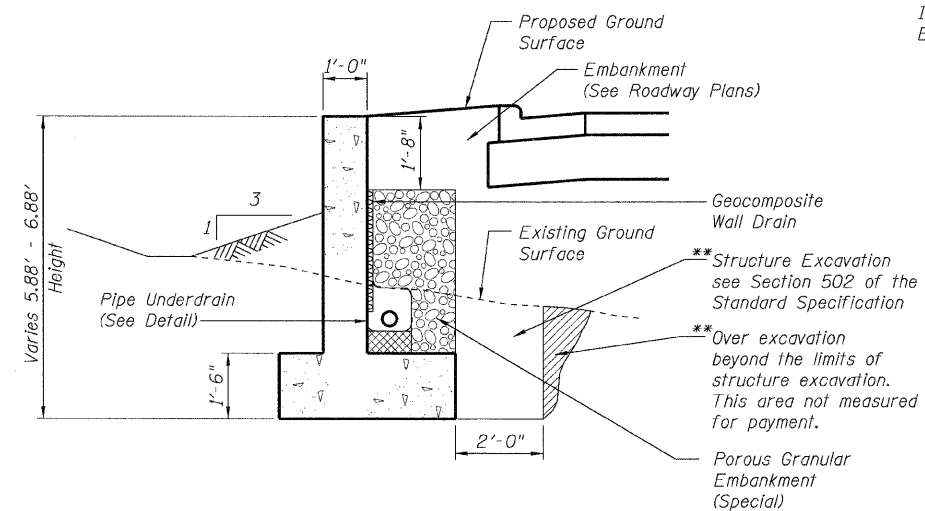 Proposed Ground
Surface
1'-0"
Embankment
(See Roadway Plans)
1'-8"
3
1
Varies 5.88' - 6.88'
Height
Geocomposite
Wall Drain
Existing Ground
Surface
**Structure Excavation
see Section 502 of the
Standard Specification
Pipe Underdrain
(See Detail)
**Over excavation
beyond the limits of
structure excavation.
This area not measured
for payment.
1'-6"
2'-0"
Porous Granular
Embankment
(Special)